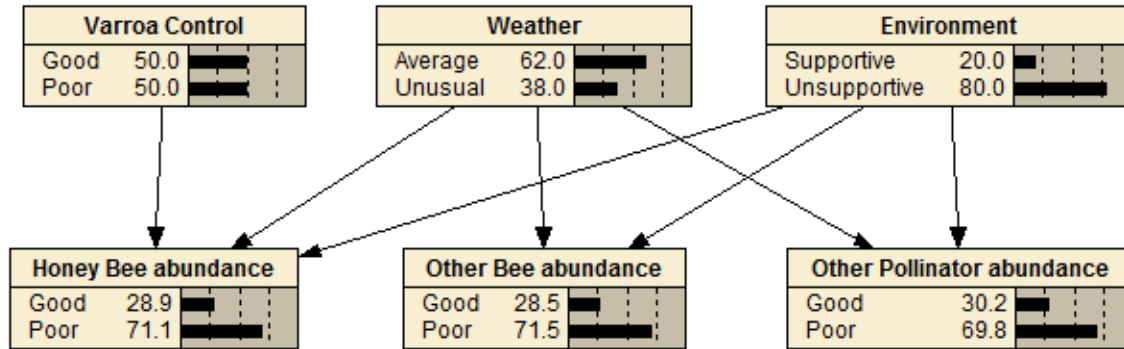 Varroa Control
Good 50.0
Poor 50.0
Weather
Average 62.0
Unusual 38.0
Environment
Supportive 20.0
Unsupportive 80.0
Honey Bee abundance
Good 28.9
Poor 71.1
Other Bee abundance
Good 28.5
Poor 71.5
Other Pollinator abundance
Good 30.2
Poor 69.8